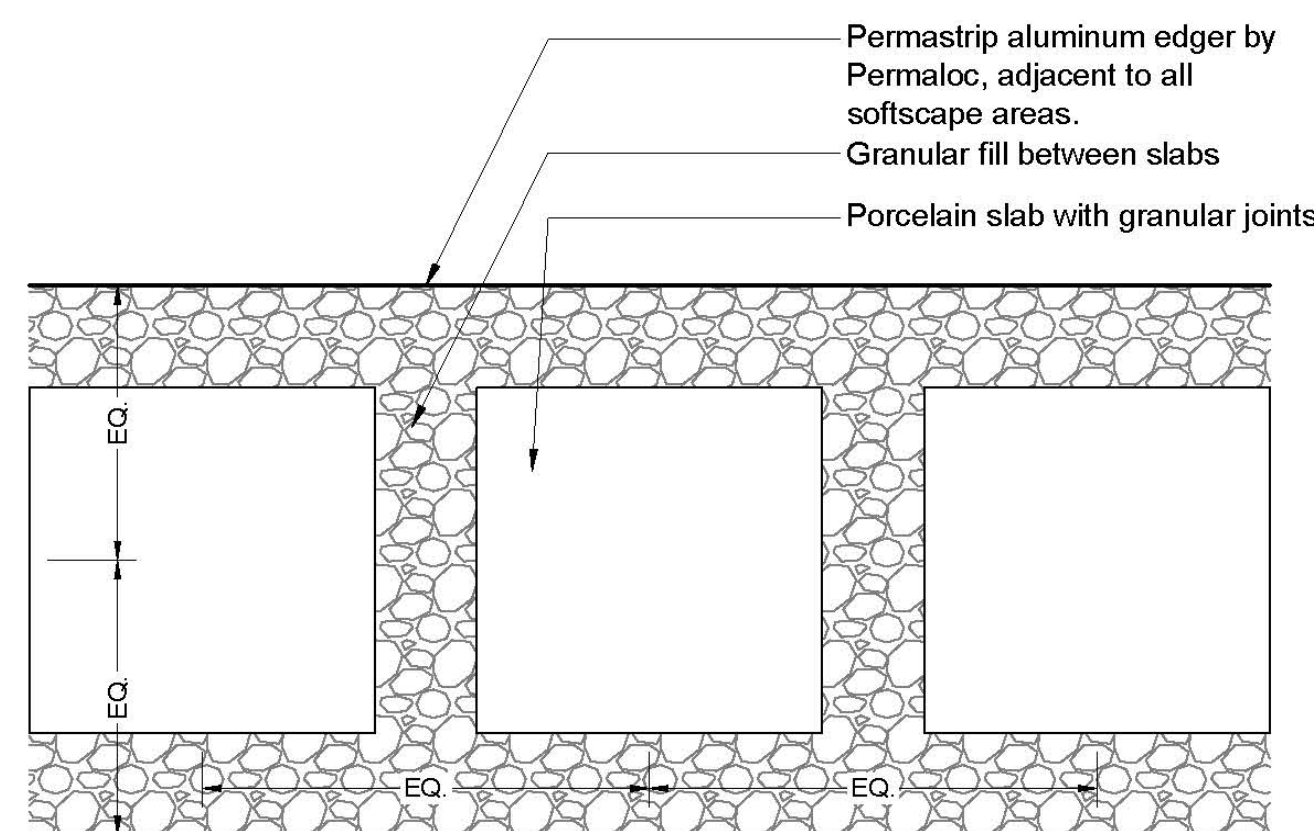 Permastrip aluminum edger by
Permaloc, adjacent to all
softscape areas.
Granular fill between slabs
Porcelain slab with granular joints
EQ.
EQ.
EQ.
EQ.